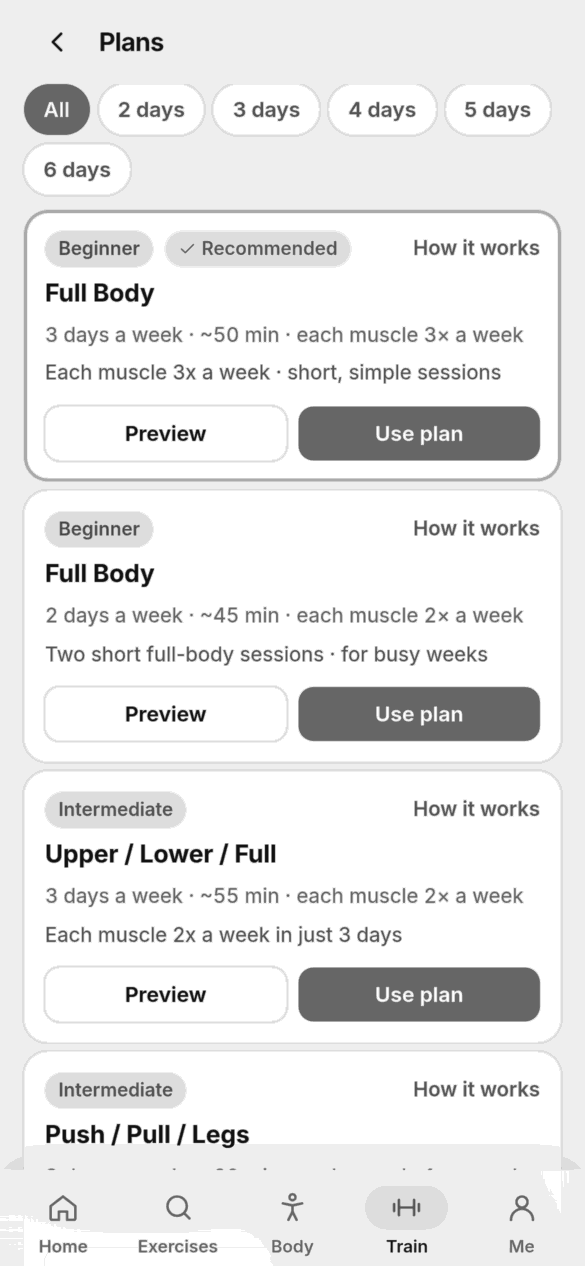 Plans
All 2 days 3 days 4 days 5 days
6 days
Beginner ✓ Recommended How it works
Full Body
3 days a week · ~50 min · each muscle 3× a week
Each muscle 3x a week · short, simple sessions
Preview Use plan
Beginner How it works
Full Body
2 days a week · ~45 min · each muscle 2× a week
Two short full-body sessions · for busy weeks
Preview Use plan
Intermediate How it works
Upper / Lower / Full
3 days a week · ~55 min · each muscle 2× a week
Each muscle 2x a week in just 3 days
Preview Use plan
Intermediate How it works
Push / Pull / Legs
Home Exercises Body Train Me